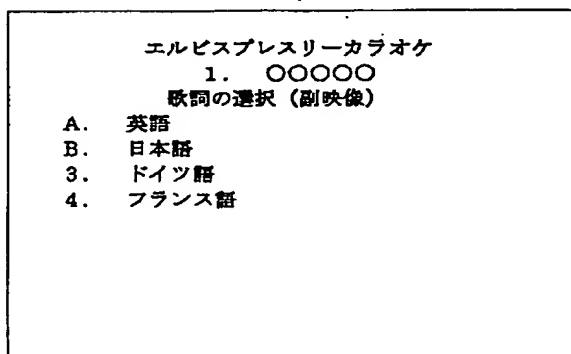 エルビスプレスリーカラオケ
1. ○○○○○
歌詞の選択（副映像）
A. 英語
B. 日本語
3. ドイツ語
4. フランス語